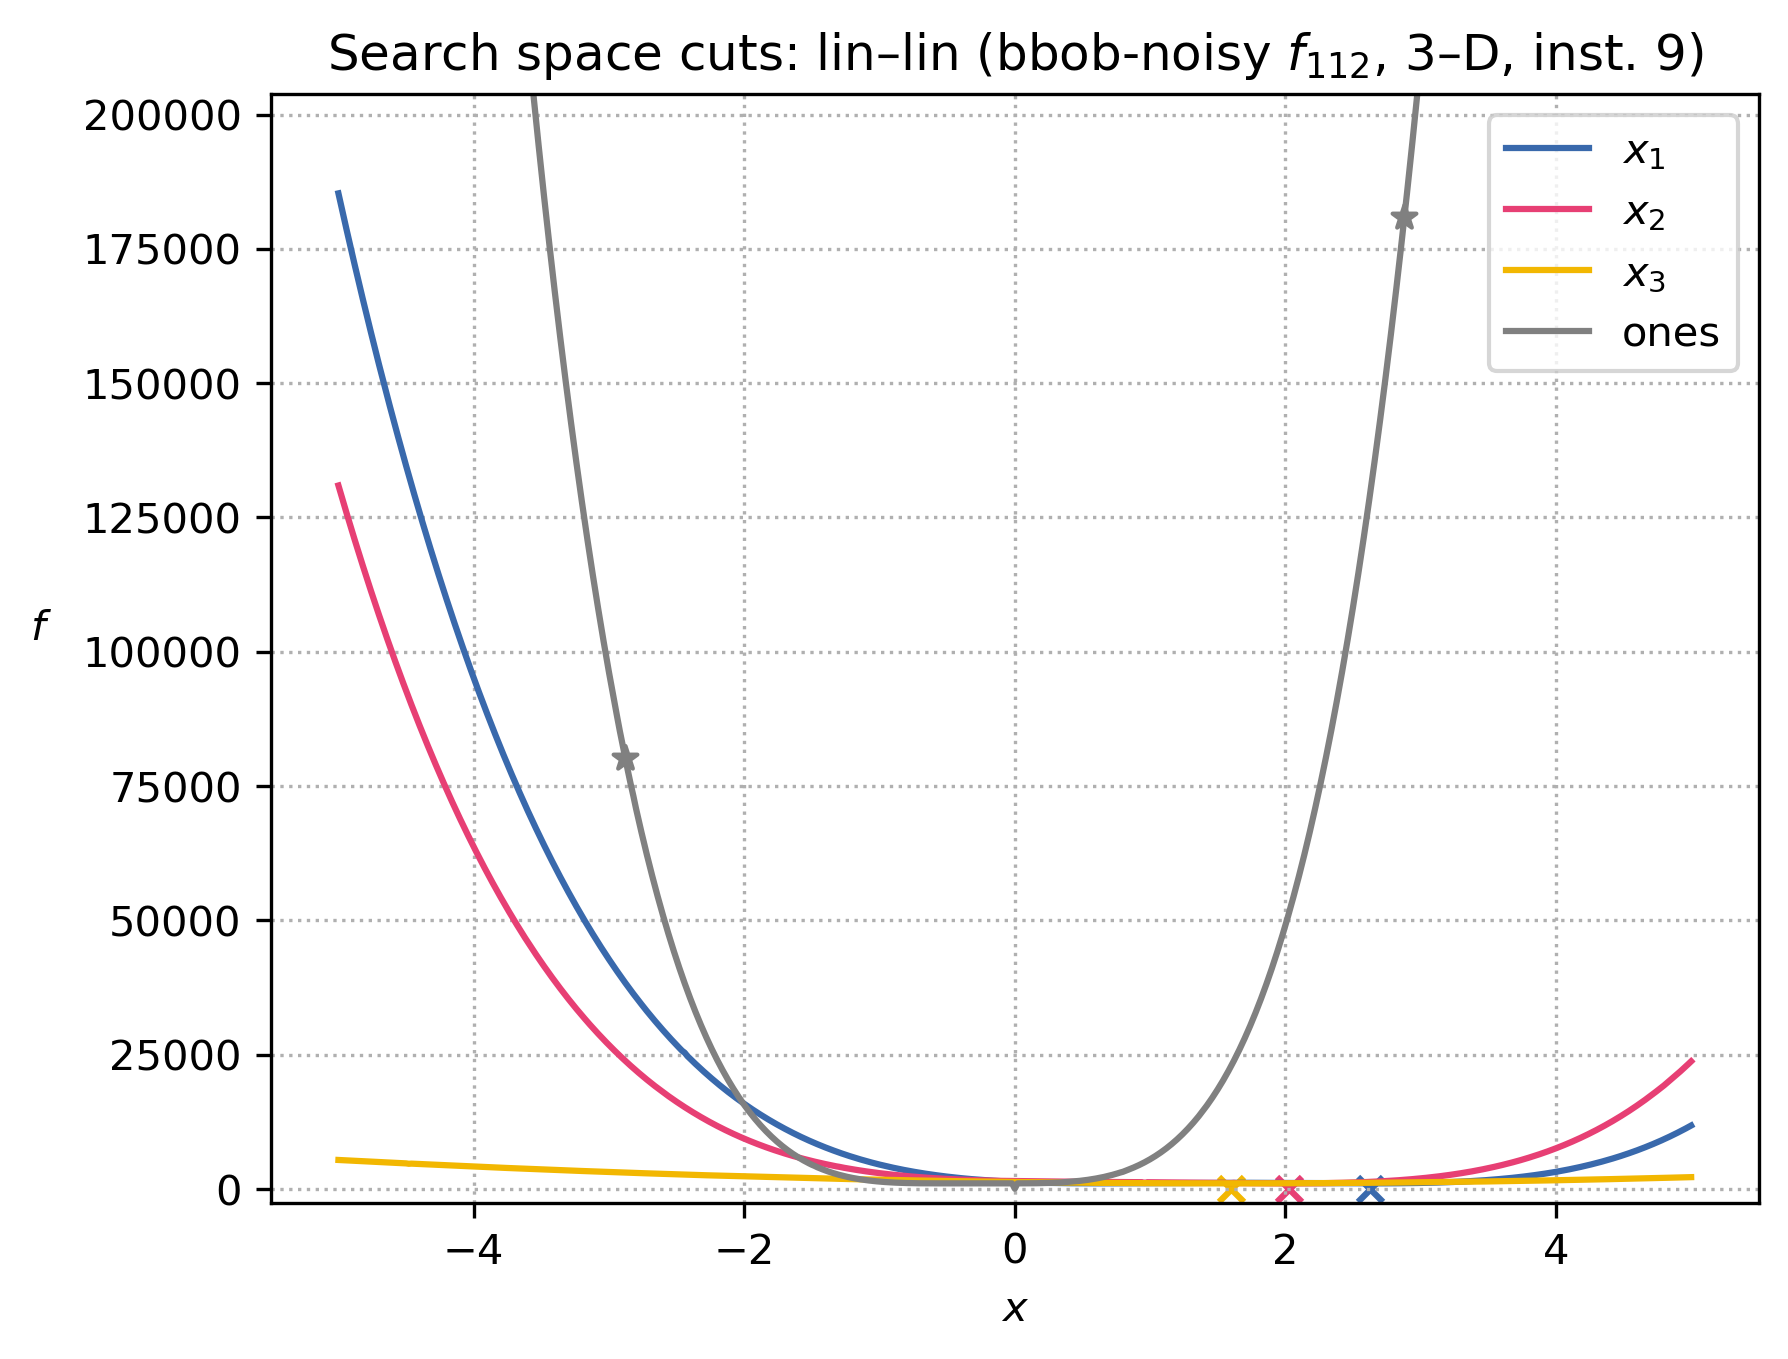 Search space cuts: lin–lin (bbob-noisy f₁₁₂, 3–D, inst. 9)
200000
175000
150000
125000
100000
75000
50000
25000
0
f
−4
−2
0
2
4
x
x₁
x₂
x₃
ones